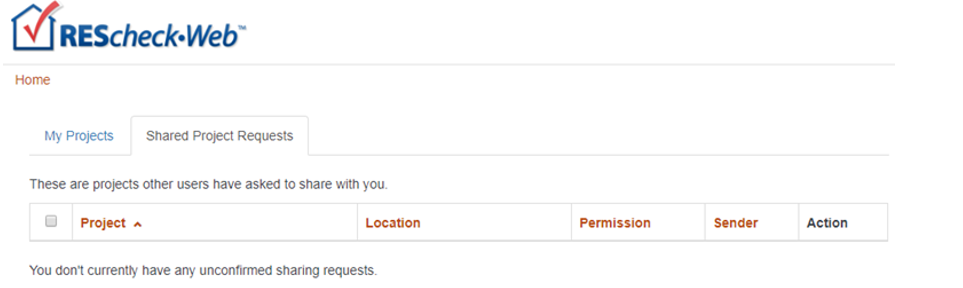 REScheck•Web™
Home
My Projects Shared Project Requests
These are projects other users have asked to share with you.
Project Location Permission Sender Action
You don't currently have any unconfirmed sharing requests.